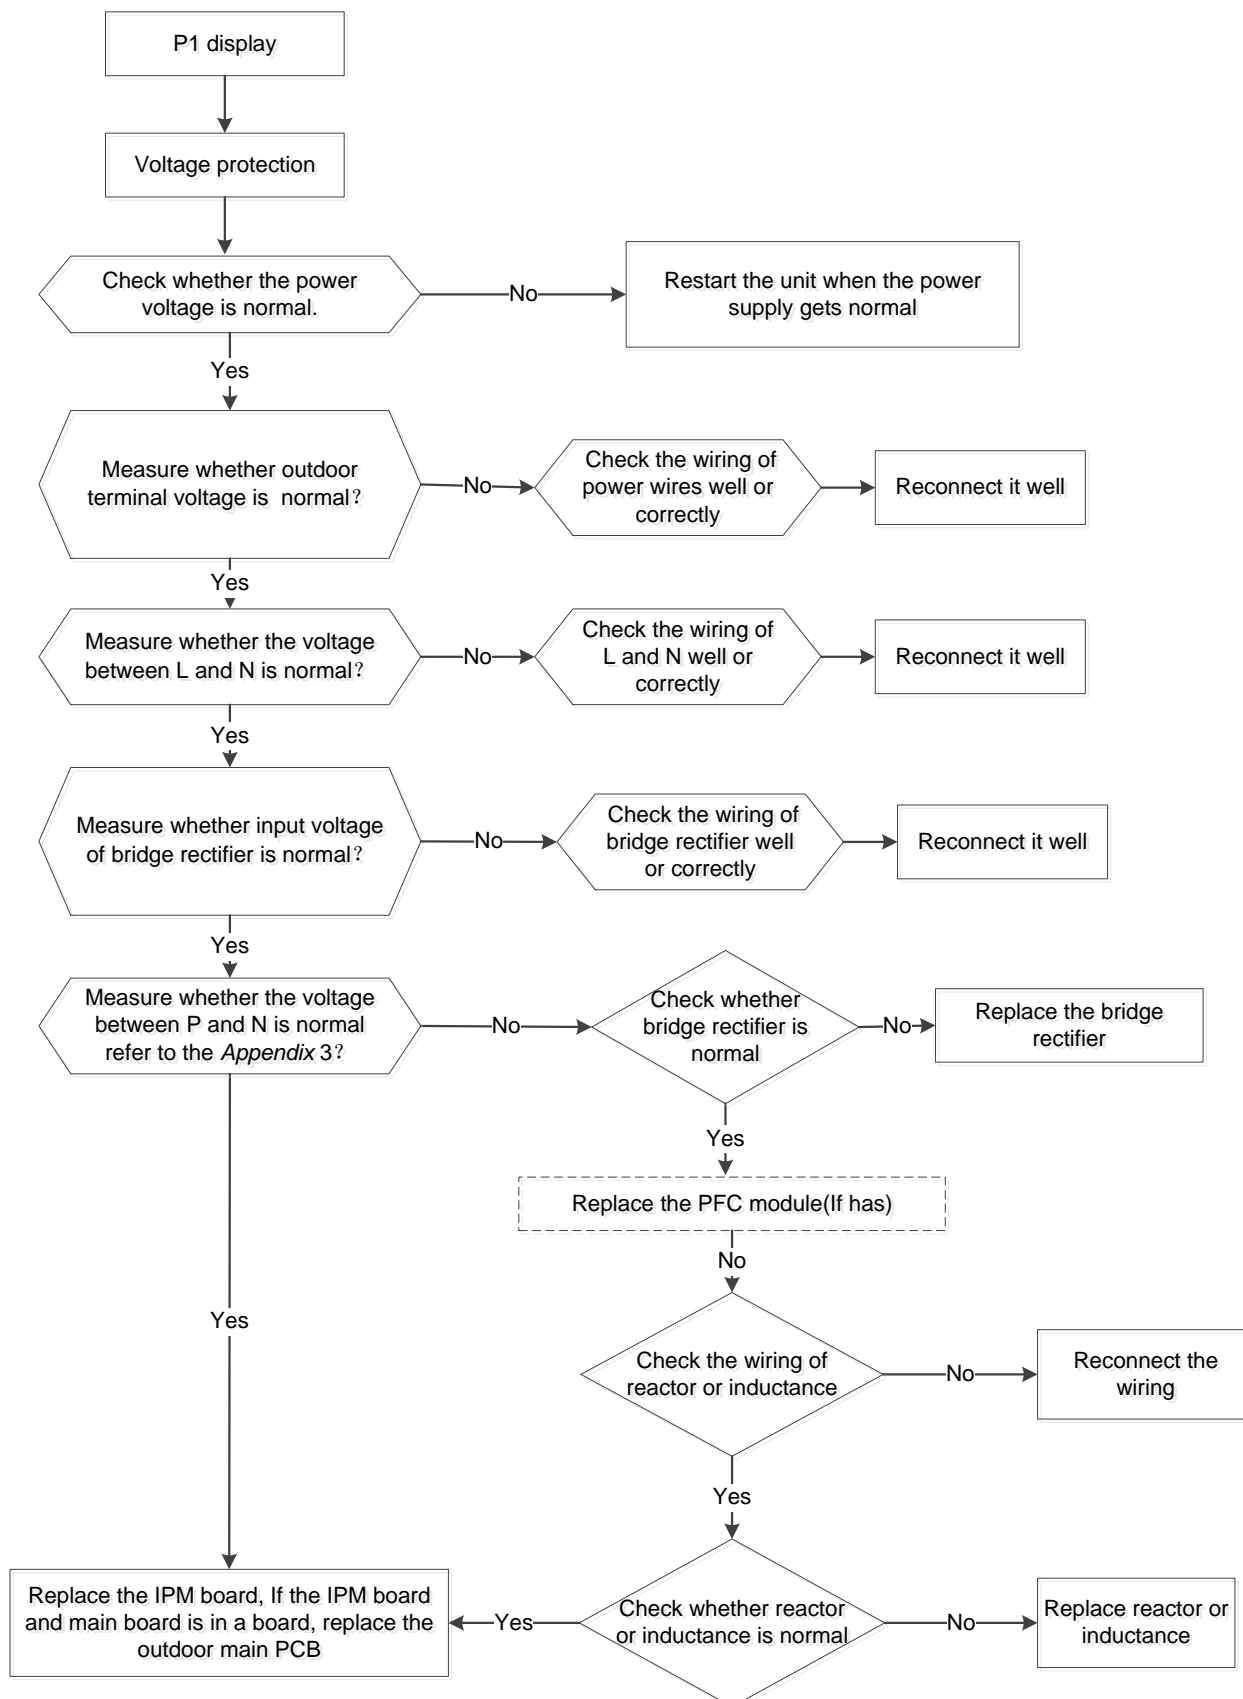 P1 display
Voltage protection
Check whether the power
voltage is normal.
No
Restart the unit when the power
supply gets normal
Yes
Measure whether outdoor
terminal voltage is  normal？
No
Check the wiring of
power wires well or
correctly
Reconnect it well
Yes
Measure whether the voltage
between L and N is normal？
No
Check the wiring of
L and N well or
correctly
Reconnect it well
Yes
Measure whether input voltage
of bridge rectifier is normal？
No
Check the wiring of
bridge rectifier well
or correctly
Reconnect it well
Yes
Measure whether the voltage
between P and N is normal
refer to the Appendix 3？
No
Check whether
bridge rectifier is
normal
No
Replace the bridge
rectifier
Yes
Replace the PFC module(If has)
No
Yes
Check the wiring of
reactor or inductance
No
Reconnect the
wiring
Yes
Replace the IPM board, If the IPM board
and main board is in a board, replace the
outdoor main PCB
Yes
Check whether reactor
or inductance is normal
No
Replace reactor or
inductance